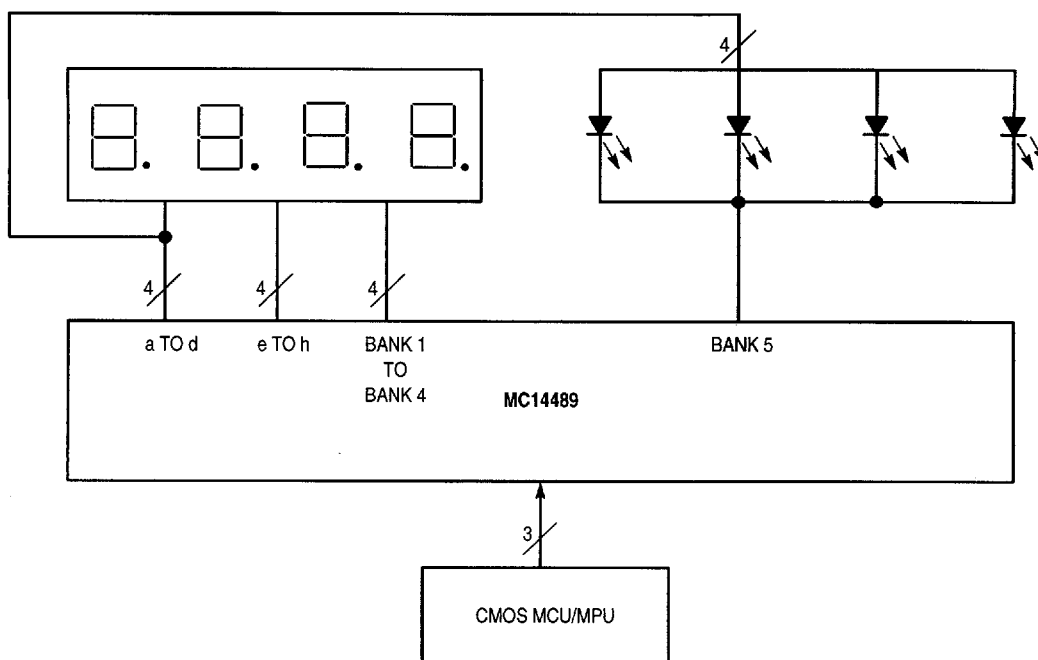 4
4
4
4
a TO d
e TO h
BANK 1
TO
BANK 4
BANK 5
MC14489
3
CMOS MCU/MPU